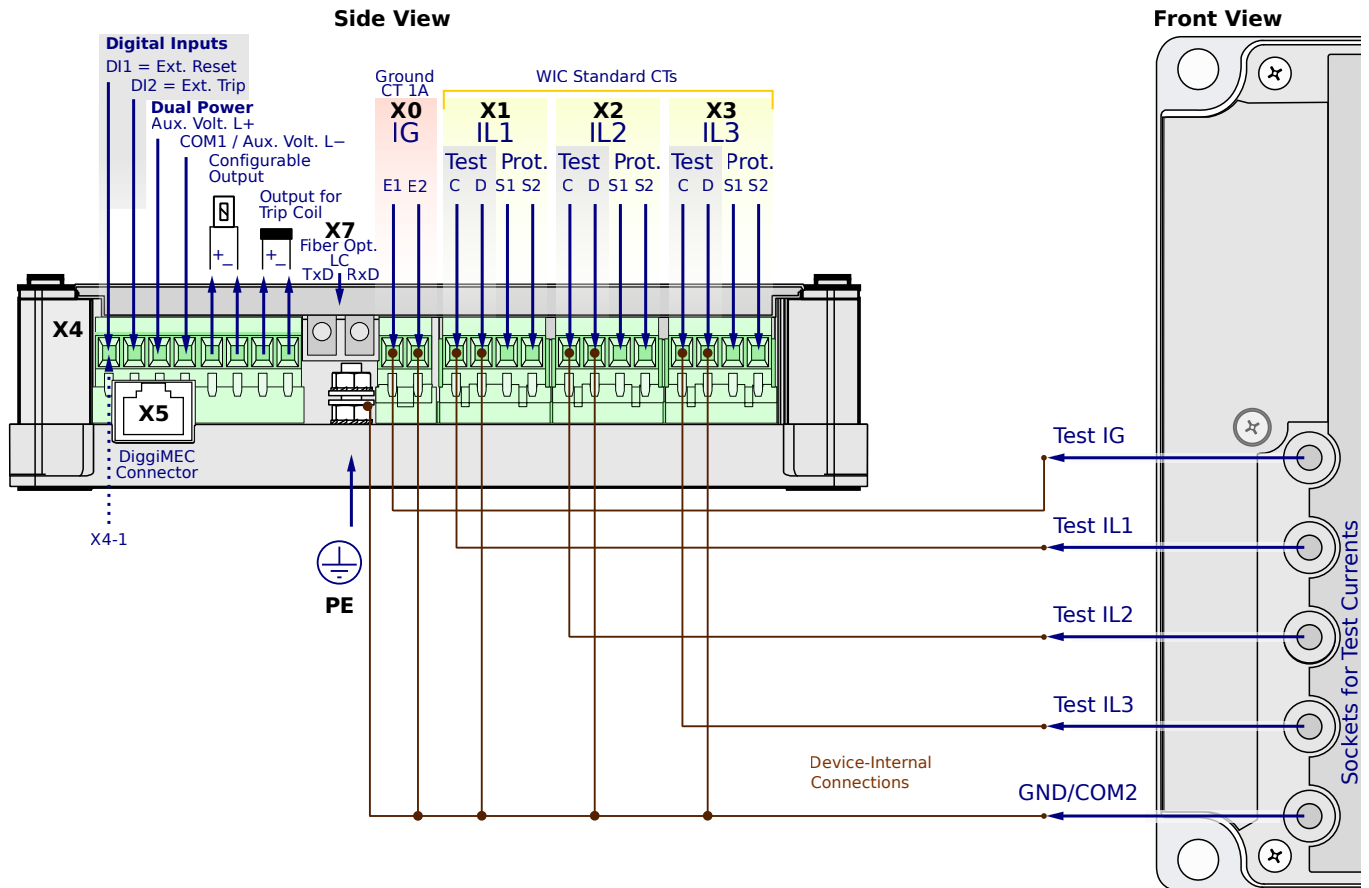 Side View
Front View
Digital Inputs
DI1 = Ext. Reset
DI2 = Ext. Trip
Dual Power
Aux. Volt. L+
COM1 / Aux. Volt. L−
Configurable
Output
+ −
Output for
Trip Coil
+ −
X7
Fiber Opt.
LC
TxD RxD
Ground
CT 1A
X0
IG
E1 E2
WIC Standard CTs
X1
IL1
Test Prot.
C D S1 S2
X2
IL2
Test Prot.
C D S1 S2
X3
IL3
Test Prot.
C D S1 S2
X4
X5
DiggiMEC
Connector
X4-1
PE
Test IG
Test IL1
Test IL2
Test IL3
GND/COM2
Device-Internal
Connections
Sockets for Test Currents